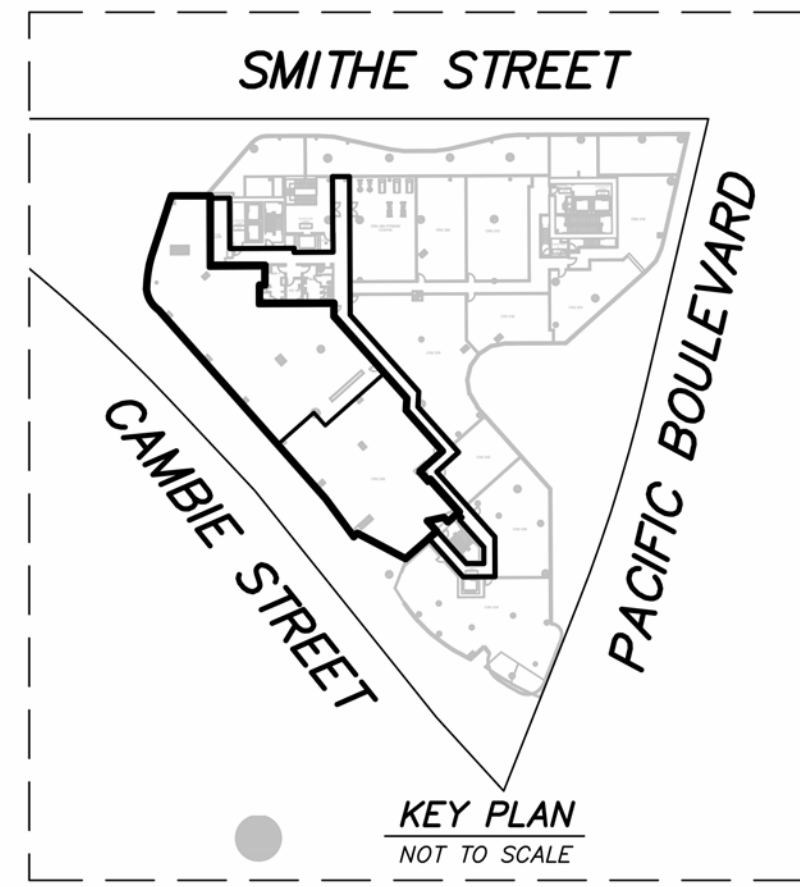 SMITHE STREET
PACIFIC BOULEVARD
CAMBIE STREET
KEY PLAN
NOT TO SCALE